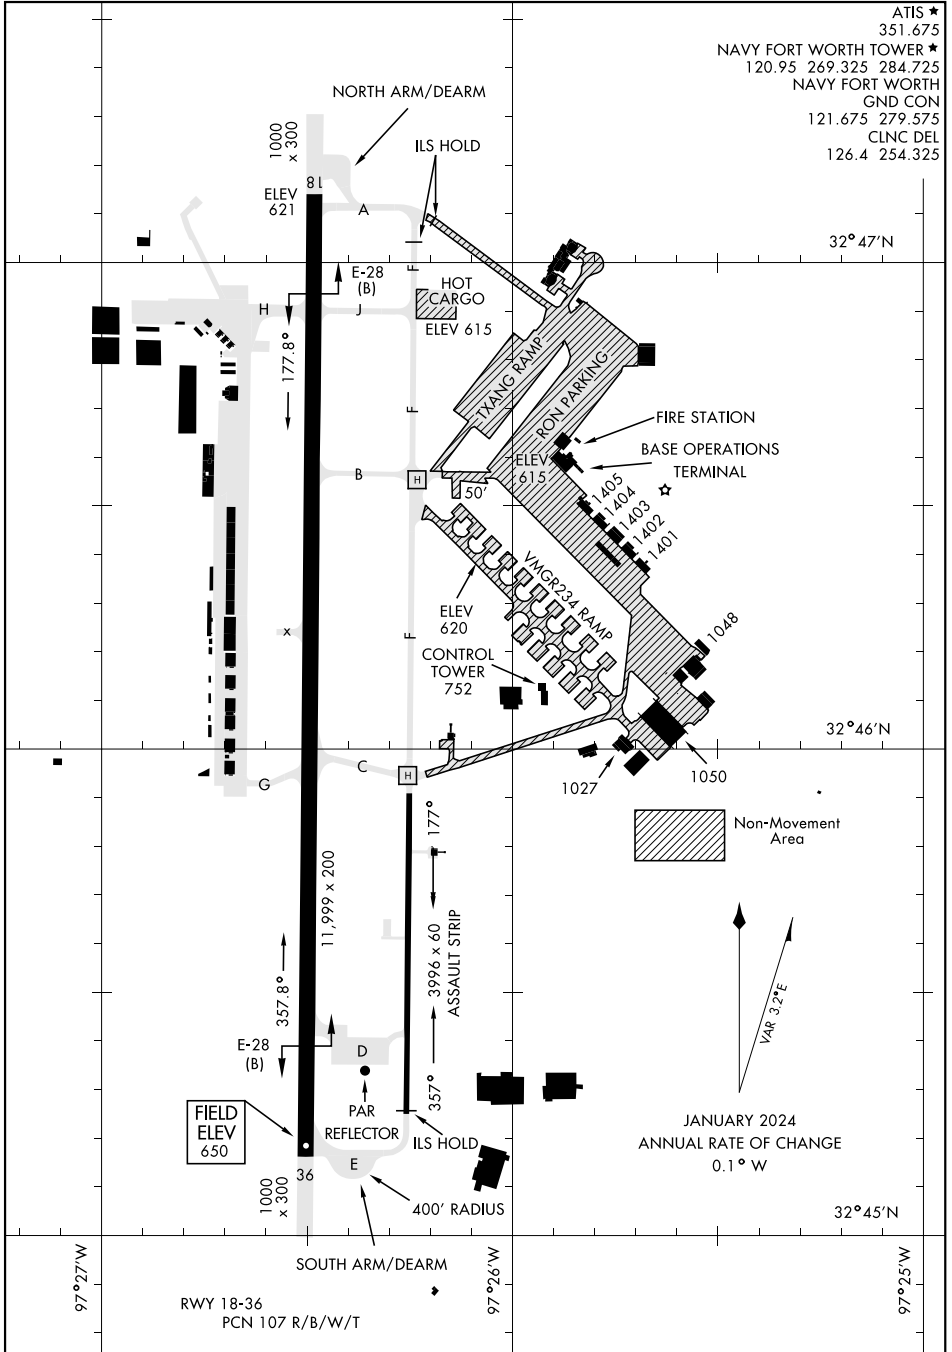 ATIS ★
351.675
NAVY FORT WORTH TOWER ★
120.95 269.325 284.725
NAVY FORT WORTH
GND CON
121.675 279.575
CLNC DEL
126.4 254.325
NORTH ARM/DEARM
1000
x 300
ILS HOLD
18
ELEV
621
A
32°47'N
E-28
(B)
F
HOT
CARGO
H
J
ELEV 615
177.8°
TXANG RAMP
RON PARKING
F
FIRE STATION
BASE OPERATIONS
TERMINAL
ELEV
615
B
H
50'
1405
1404
1403
1402
1401
VMGR234 RAMP
ELEV
620
x
F
1048
CONTROL
TOWER
752
32°46'N
C
H
G
1027
1050
177°
Non-Movement
Area
11,999 x 200
3996 x 60
ASSAULT STRIP
357.8°
VAR 3.2°E
E-28
(B)
D
357°
PAR
REFLECTOR
FIELD
ELEV
650
ILS HOLD
JANUARY 2024
ANNUAL RATE OF CHANGE
0.1° W
E
36
1000
x 300
400' RADIUS
32°45'N
SOUTH ARM/DEARM
97°27'W
97°26'W
97°25'W
RWY 18-36
PCN 107 R/B/W/T